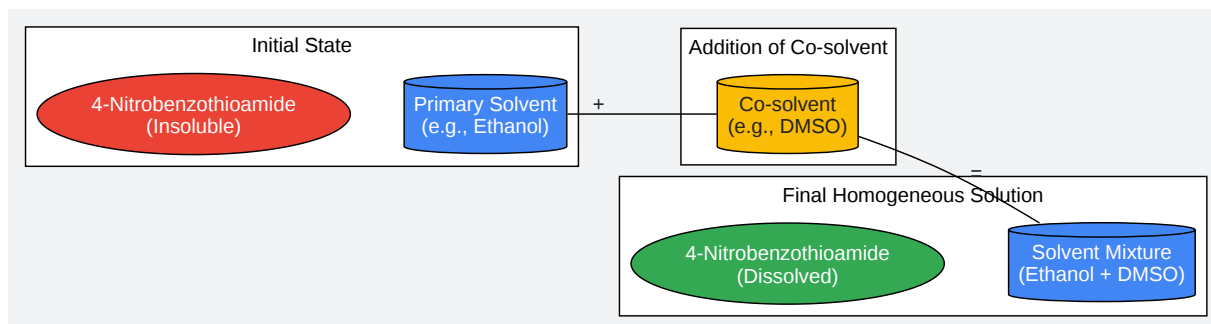 Initial State
4-Nitrobenzothioamide
(Insoluble)
Primary Solvent
(e.g., Ethanol)
+
Addition of Co-solvent
Co-solvent
(e.g., DMSO)
=
Final Homogeneous Solution
4-Nitrobenzothioamide
(Dissolved)
Solvent Mixture
(Ethanol + DMSO)